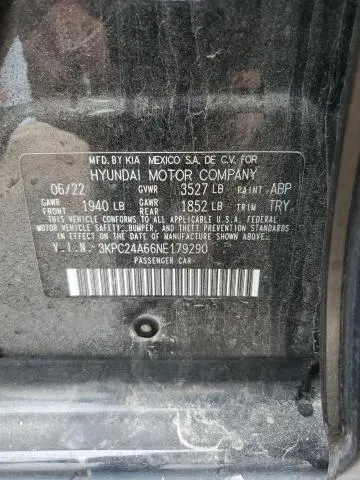 MFD.BY KIA MEXICO S.A. DE C.V. FOR
HYUNDAI MOTOR COMPANY
06/22 GVWR 3527 LB PAINT ABP
GAWR FRONT 1940 LB GAWR REAR 1852 LB TRIM TRY
THIS VEHICLE CONFORMS TO ALL APPLICABLE U.S. FEDERAL
MOTOR VEHICLE SAFETY, BUMPER, AND THEFT PREVENTION
STANDARDS IN EFFECT ON THE DATE OF MANUFACTURE SHOWN ABOVE.
V.I.N. 3KPC24A66NE179290
PASSENGER CAR